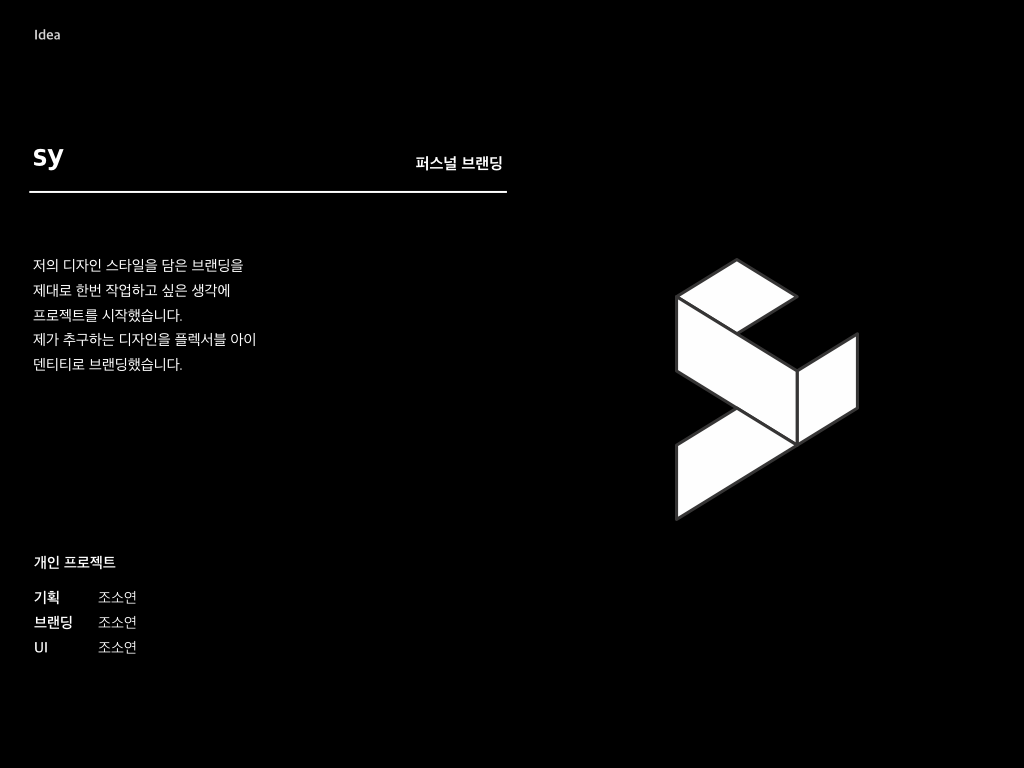 Idea
sy
퍼스널 브랜딩
저의 디자인 스타일을 담은 브랜딩을
제대로 한번 작업하고 싶은 생각에
프로젝트를 시작했습니다.
제가 추구하는 디자인을 플렉서블 아이
덴티티로 브랜딩했습니다.
개인 프로젝트
기획 조소연
브랜딩 조소연
UI 조소연